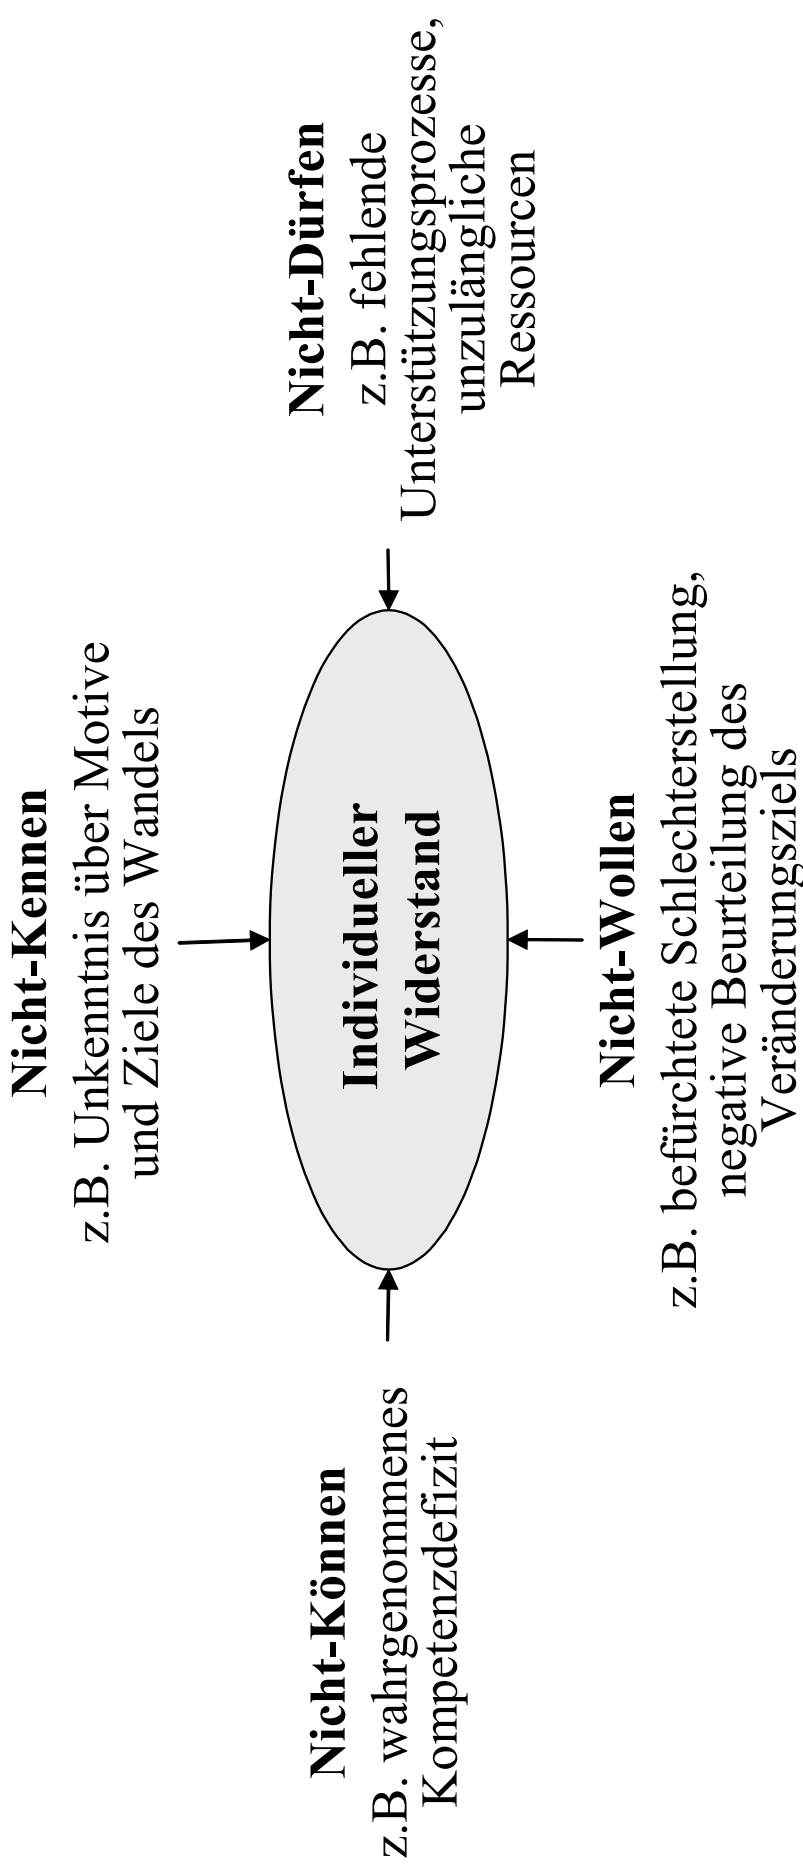 Nicht-Kennen
z.B. Unkenntnis über Motive
und Ziele des Wandels
Nicht-Können
z.B. wahrgenommenes
Kompetenzdefizit
Individueller
Widerstand
Nicht-Dürfen
z.B. fehlende
Unterstützungsprozesse,
unzulängliche
Ressourcen
Nicht-Wollen
z.B. befürchtete Schlechterstellung,
negative Beurteilung des
Veränderungsziels